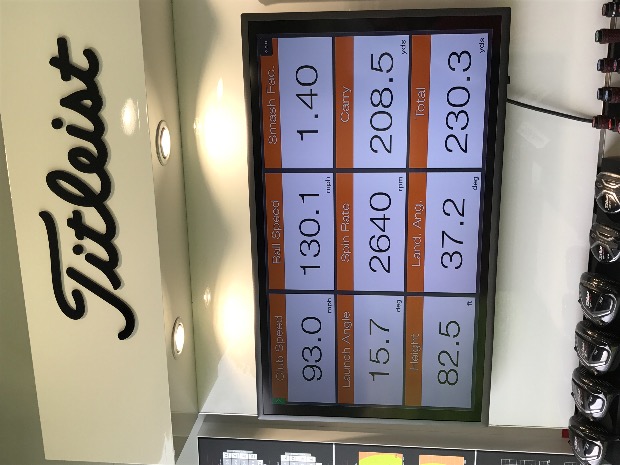 Titleist
Club Speed Ball Speed Smash Fac.
93.0 mph 130.1 mph 1.40
Launch Angle Spin Rate Carry
15.7 deg 2640 rpm 208.5 yds
Height Land. Ang. Total
82.5 ft 37.2 deg 230.3 yds